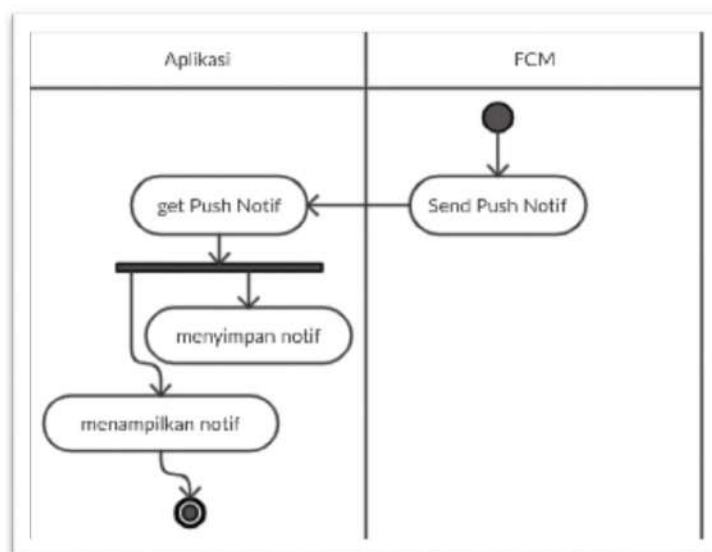 Aplikasi
FCM
get Push Notif
Send Push Notif
menyimpan notif
menampilkan notif